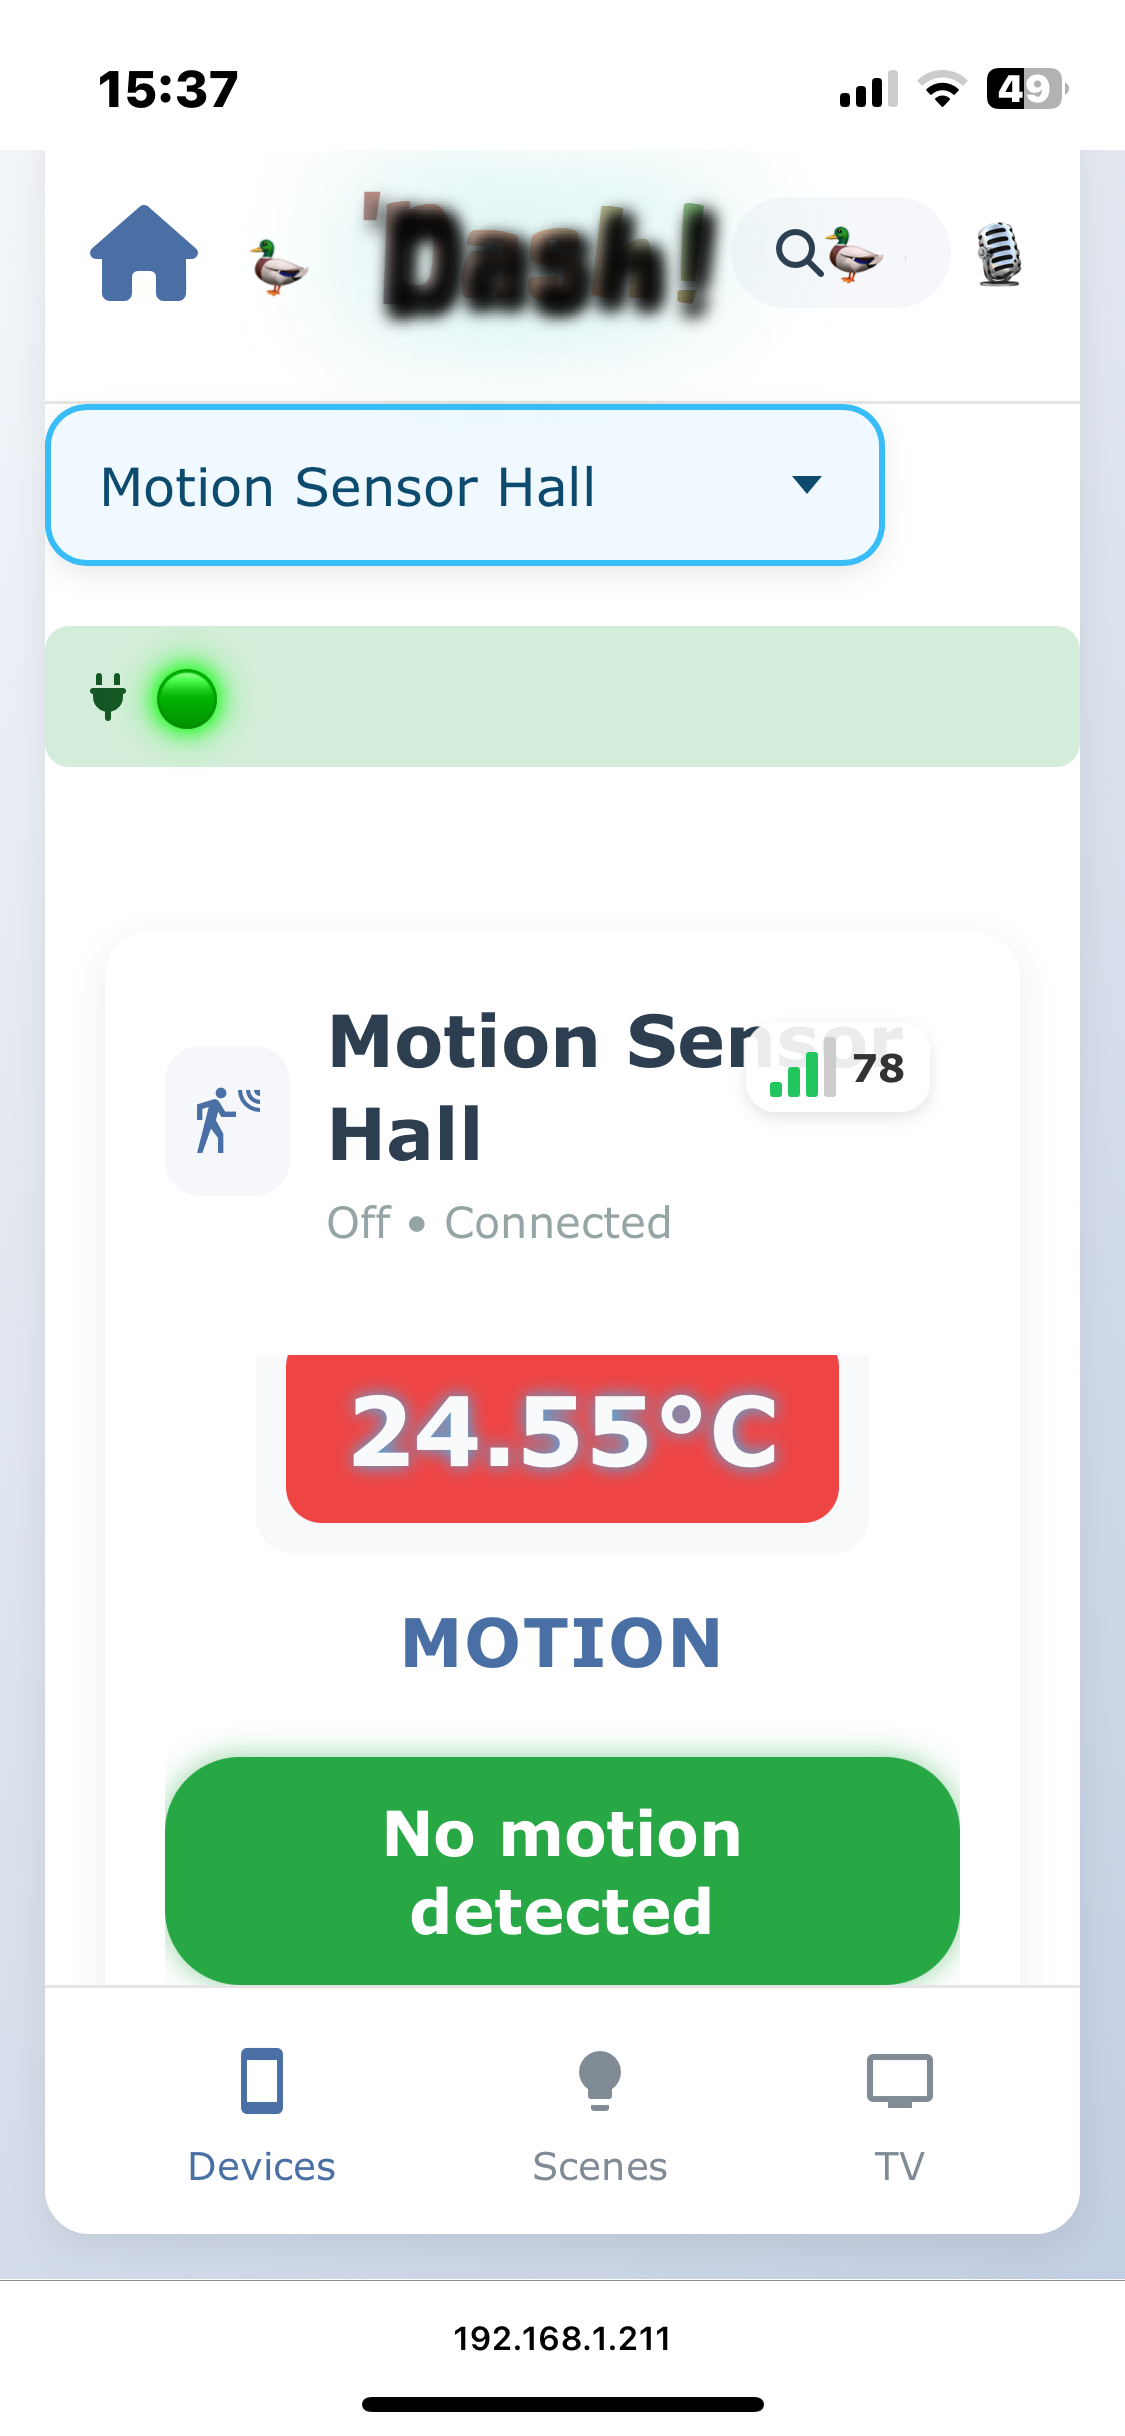 15:37
49
'Dash!
Motion Sensor Hall
Motion Sensor
78
Hall
Off • Connected
24.55°C
MOTION
No motion
detected
Devices
Scenes
TV
192.168.1.211